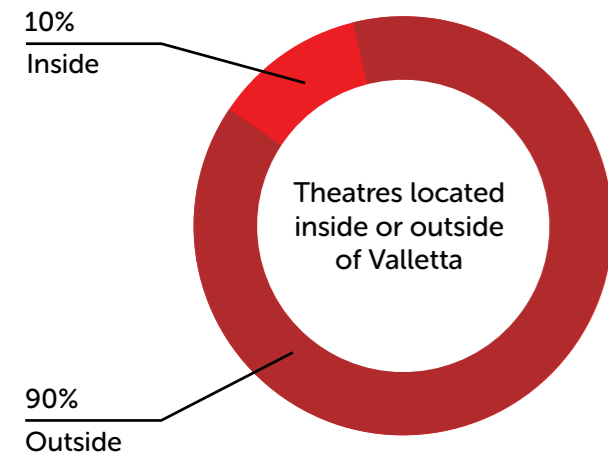 10%
Inside
Theatres located
inside or outside
of Valletta
90%
Outside